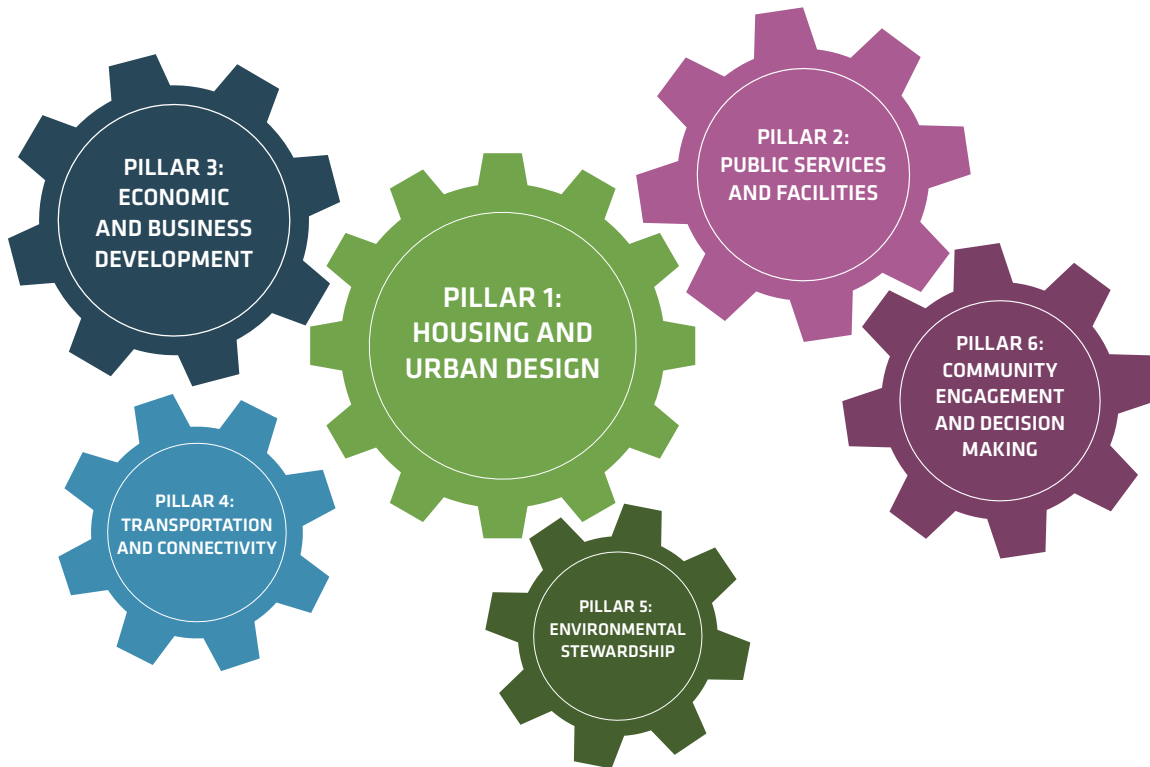 PILLAR 3:
ECONOMIC
AND BUSINESS
DEVELOPMENT
PILLAR 2:
PUBLIC SERVICES
AND FACILITIES
PILLAR 1:
HOUSING AND
URBAN DESIGN
PILLAR 6:
COMMUNITY
ENGAGEMENT
AND DECISION
MAKING
PILLAR 4:
TRANSPORTATION
AND CONNECTIVITY
PILLAR 5:
ENVIRONMENTAL
STEWARDSHIP